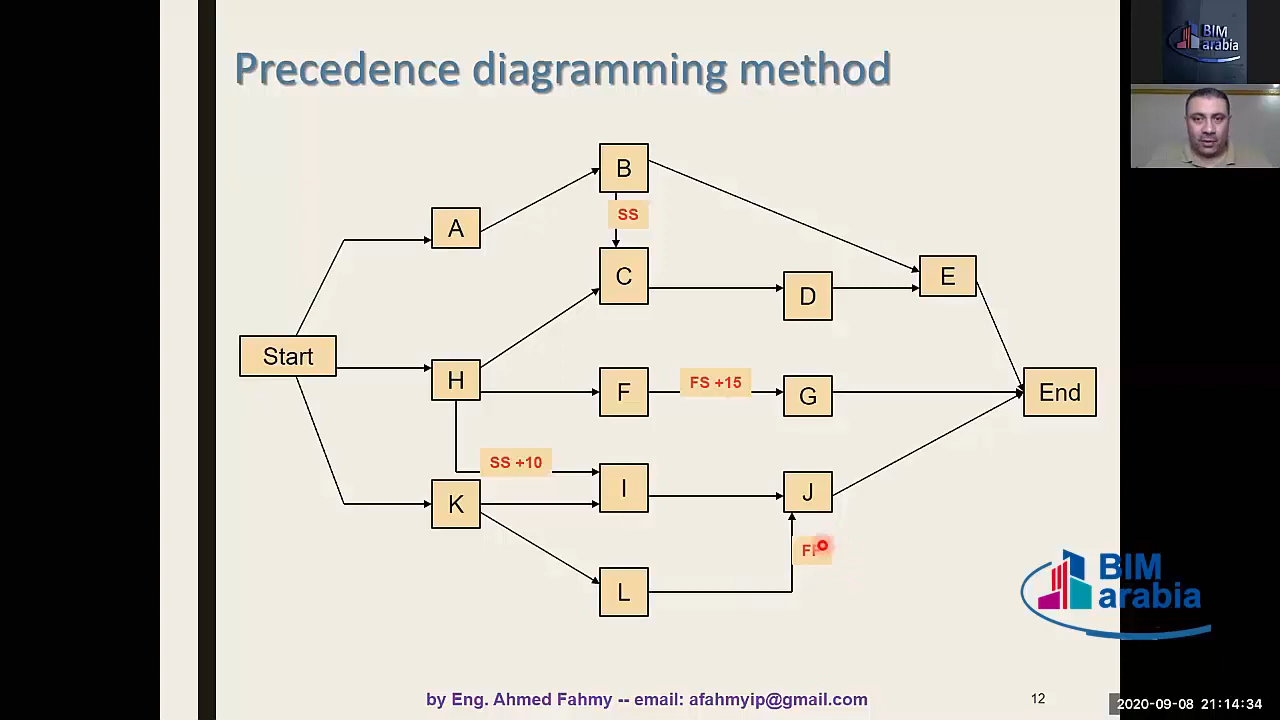 Precedence diagramming method
BIM
arabia
B
SS
A
C
E
D
Start
H
F
FS +15
G
End
SS +10
I
J
K
L
BIM
arabia
by Eng. Ahmed Fahmy -- email: afahmyip@gmail.com
12
2020-09-08 21:14:34